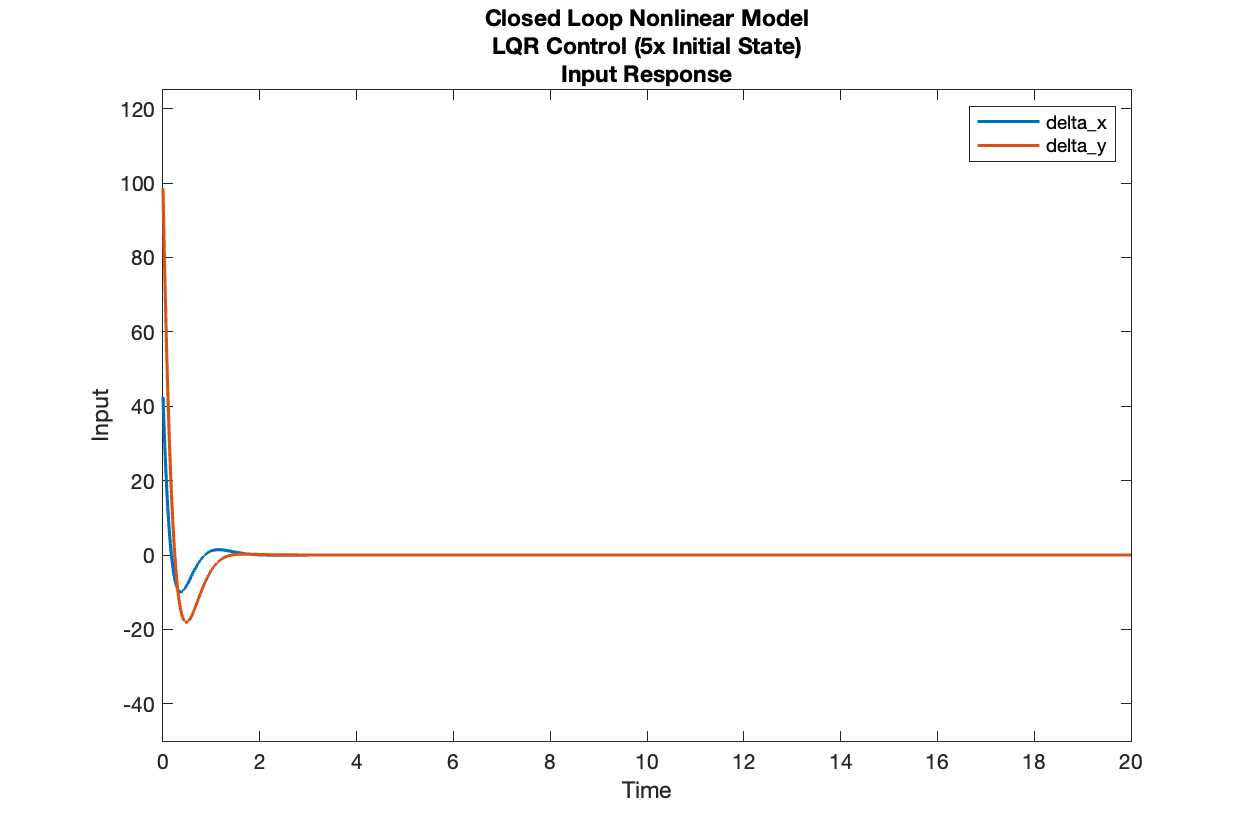 Closed Loop Nonlinear Model
LQR Control (5x Initial State)
Input Response
delta_x
delta_y
120
100
80
60
40
20
0
-20
-40
Input
0 2 4 6 8 10 12 14 16 18 20
Time